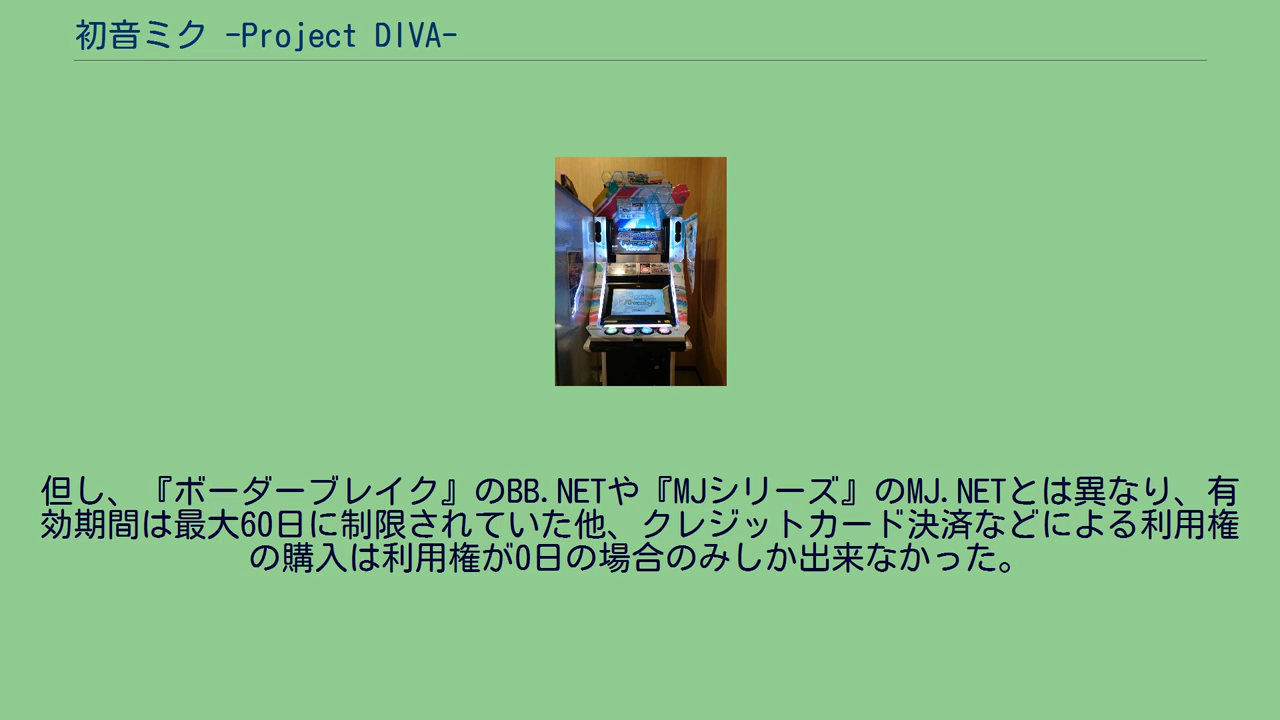 初音ミク -Project DIVA-
但し、『ボーダーブレイク』のBB.NETや『MJシリーズ』のMJ.NETとは異なり、有
効期間は最大60日に制限されていた他、クレジットカード決済などによる利用権
の購入は利用権が0日の場合のみしか出来なかった。